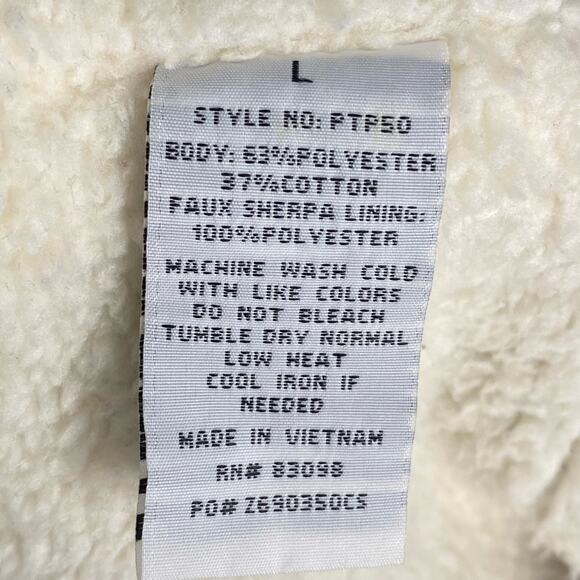 L
STYLE NO: PTP50
BODY: 63%POLYESTER
37%COTTON
FAUX SHERPA LINING:
100%POLYESTER
MACHINE WASH COLD
WITH LIKE COLORS
DO NOT BLEACH
TUMBLE DRY NORMAL
LOW HEAT
COOL IRON IF
NEEDED
MADE IN VIETNAM
RN# 83098
PO# Z690350CS